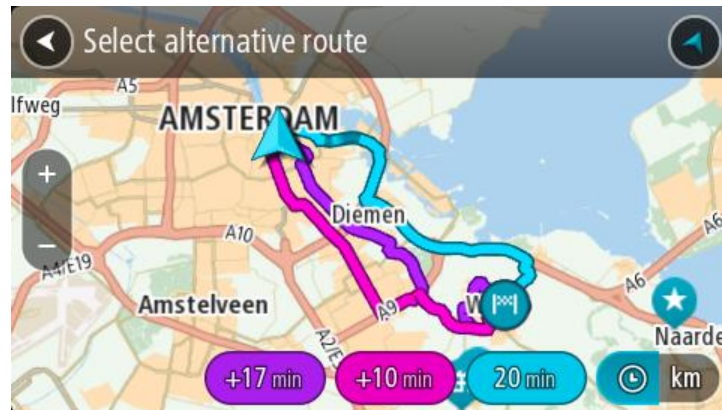 Select alternative route
A5
lfweg
AMSTERDAM
+
Diemen
A10
−
A6
A4/E19
A6
Amstelveen
A9
W
A2/E
Naarde
+17 min
+10 min
20 min
km